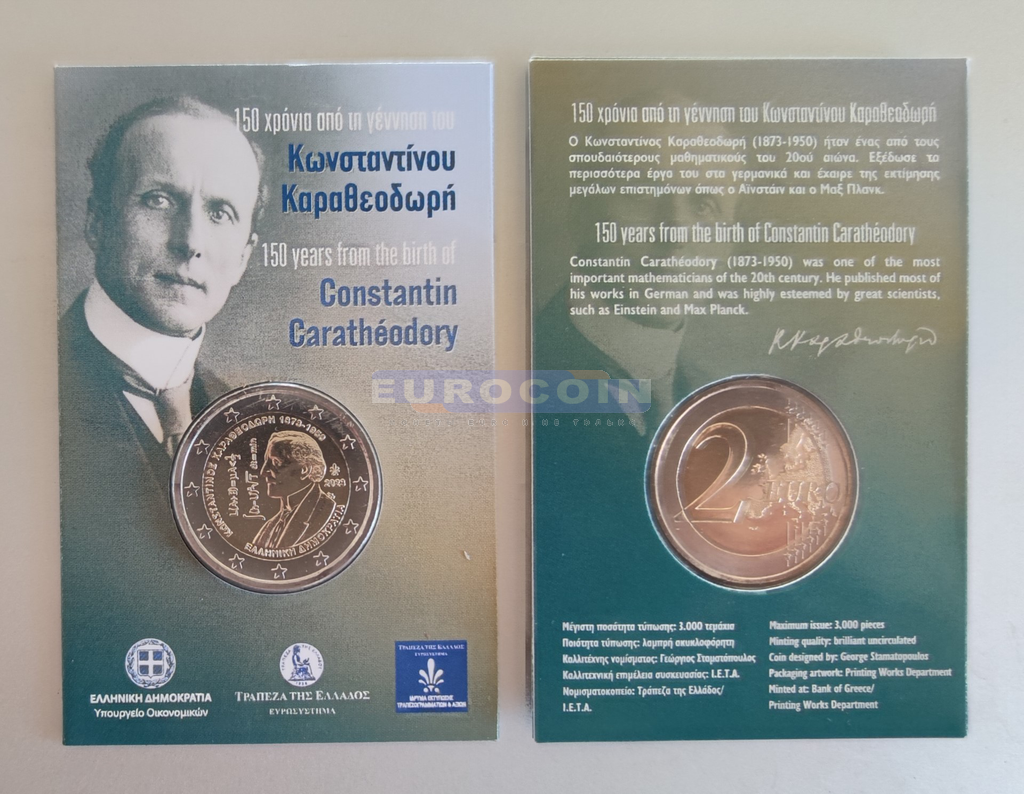 150 χρόνια από τη γέννηση του
Κωνσταντίνου
Καραθεοδωρή
150 years from the birth of
Constantin
Carathéodory
ΚΩΝΣΤΑΝΤΙΝΟΣ ΚΑΡΑΘΕΟΔΩΡΗ 1873-1950
2023
ΕΛΛΗΝΙΚΗ ΔΗΜΟΚΡΑΤΙΑ
ΕΛΛΗΝΙΚΗ ΔΗΜΟΚΡΑΤΙΑ
Υπουργείο Οικονομικών
ΤΡΑΠΕΖΑ ΤΗΣ ΕΛΛΑΔΟΣ
ΕΥΡΩΣΥΣΤΗΜΑ
ΤΡΑΠΕΖΑ ΤΗΣ ΕΛΛΑΔΟΣ
ΕΥΡΩΣΥΣΤΗΜΑ
ΙΔΡΥΜΑ ΕΚΤΥΠΩΣΗΣ
ΤΡΑΠΕΖΟΓΡΑΜΜΑΤΙΩΝ & ΑΞΙΩΝ
EUROCOIN
150 χρόνια από τη γέννηση του Κωνσταντίνου Καραθεοδωρή
Ο Κωνσταντίνος Καραθεοδωρή (1873-1950) ήταν ένας από τους
σπουδαιότερους μαθηματικούς του 20ού αιώνα. Εξέδωσε τα
περισσότερα έργα του στα γερμανικά και έχαιρε της εκτίμησης
μεγάλων επιστημόνων όπως ο Αϊνστάιν και ο Μαξ Πλανκ.
150 years from the birth of Constantin Carathéodory
Constantin Carathéodory (1873-1950) was one of the most
important mathematicians of the 20th century. He published most of
his works in German and was highly esteemed by great scientists,
such as Einstein and Max Planck.
2 EURO
Μέγιστη ποσότητα τύπωσης: 3.000 τεμάχια
Ποιότητα τύπωσης: λαμπρή ακυκλοφόρητη
Καλλιτέχνης νομίσματος: Γεώργιος Σταματόπουλος
Καλλιτεχνική επιμέλεια συσκευασίας: Ι.Ε.Τ.Α.
Νομισματοκοπείο: Τράπεζα της Ελλάδος/
Ι.Ε.Τ.Α.
Maximum issue: 3,000 pieces
Minting quality: brilliant uncirculated
Coin designed by: George Stamatopoulos
Packaging artwork: Printing Works Department
Minted at: Bank of Greece/
Printing Works Department